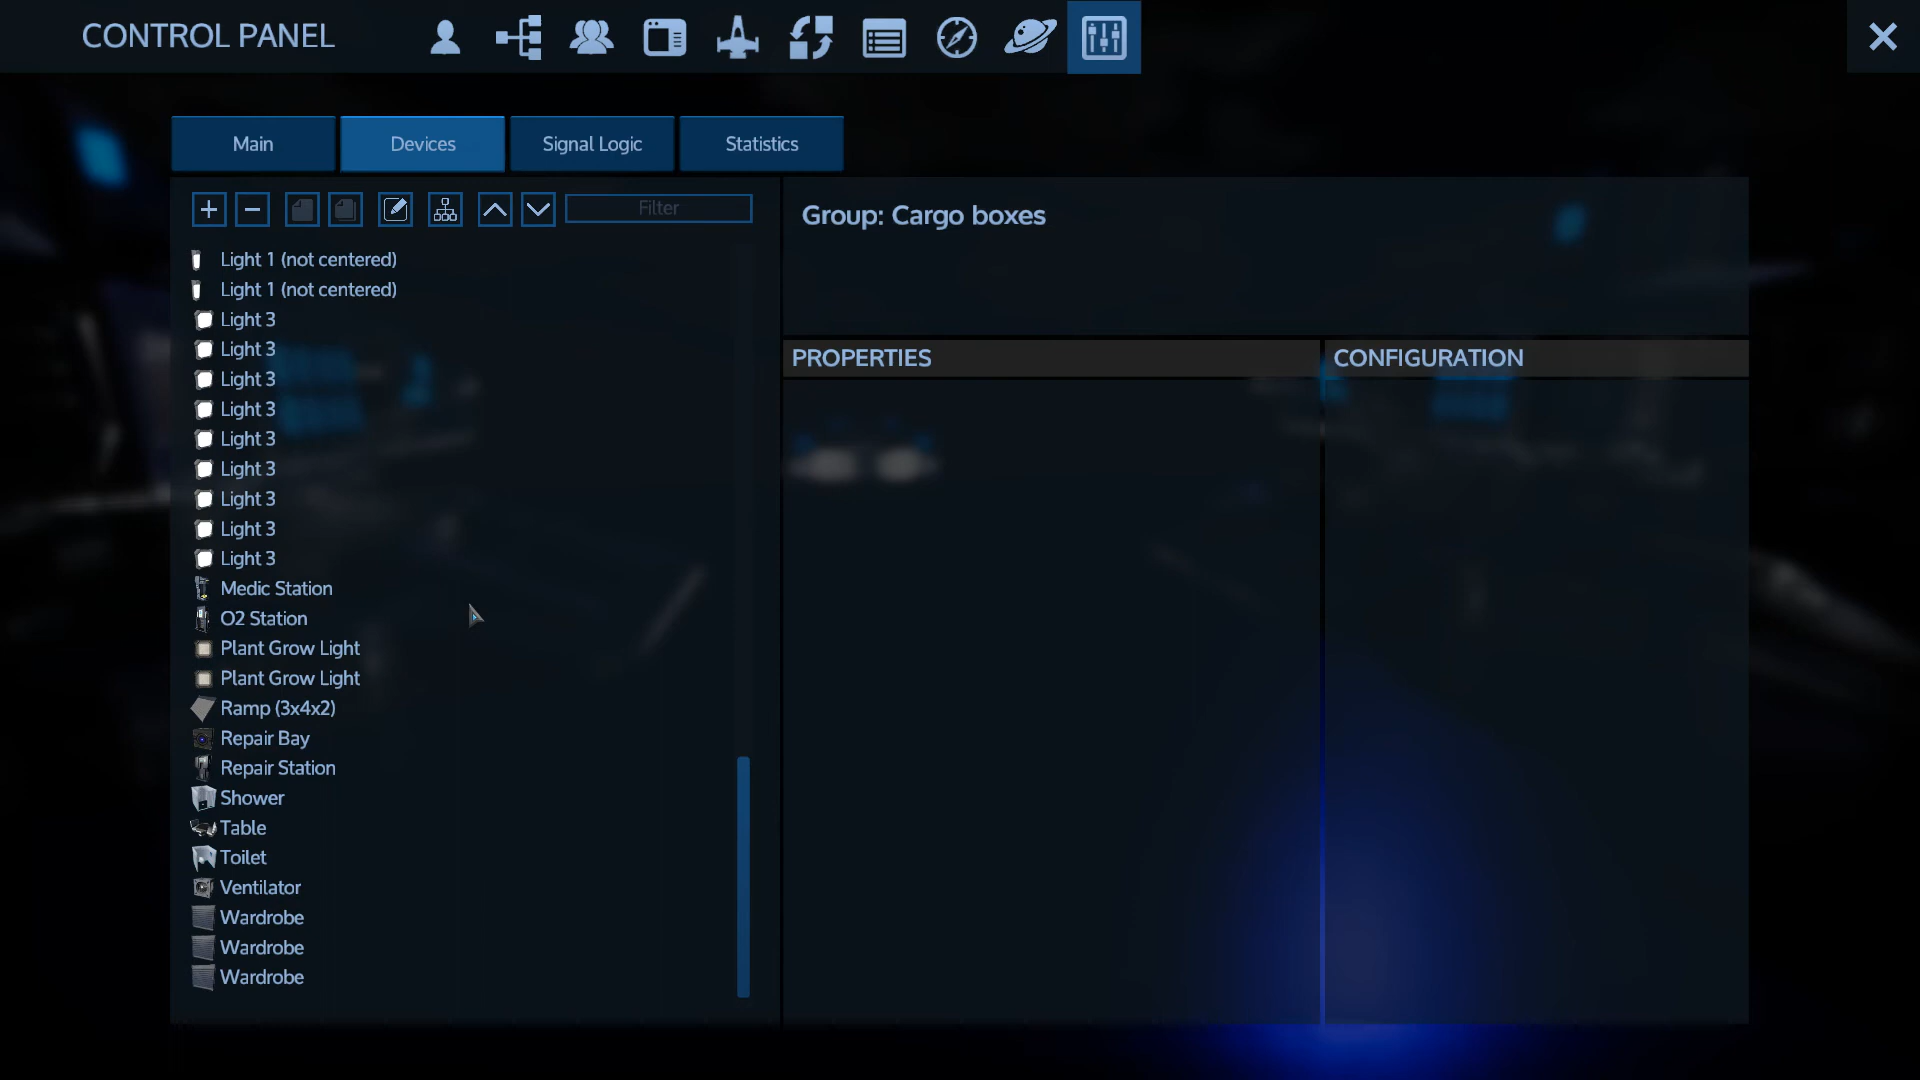 CONTROL PANEL
Main
Devices
Signal Logic
Statistics
Filter
Light 1 (not centered)
Light 1 (not centered)
Light 3
Light 3
Light 3
Light 3
Light 3
Light 3
Light 3
Light 3
Light 3
Medic Station
O2 Station
Plant Grow Light
Plant Grow Light
Ramp (3x4x2)
Repair Bay
Repair Station
Shower
Table
Toilet
Ventilator
Wardrobe
Wardrobe
Wardrobe
Group: Cargo boxes
PROPERTIES
CONFIGURATION